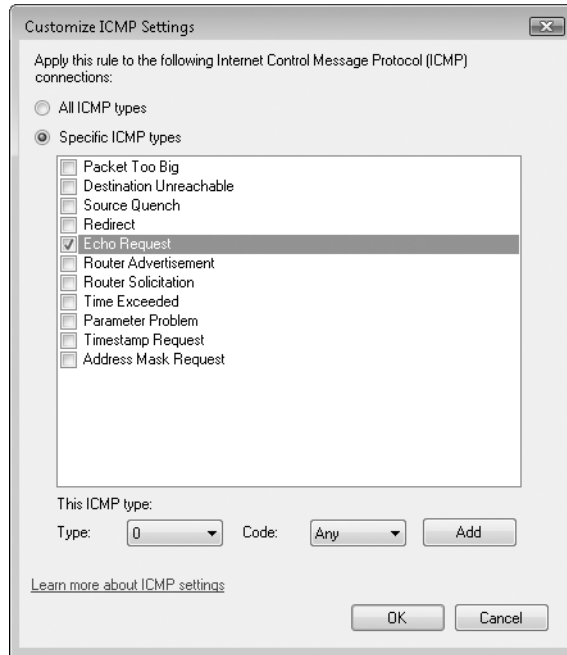 Customize ICMP Settings
Apply this rule to the following Internet Control Message Protocol (ICMP)
connections:
All ICMP types
Specific ICMP types
Packet Too Big
Destination Unreachable
Source Quench
Redirect
Echo Request
Router Advertisement
Router Solicitation
Time Exceeded
Parameter Problem
Timestamp Request
Address Mask Request
This ICMP type:
Type: 0 Code: Any Add
Learn more about ICMP settings
OK Cancel